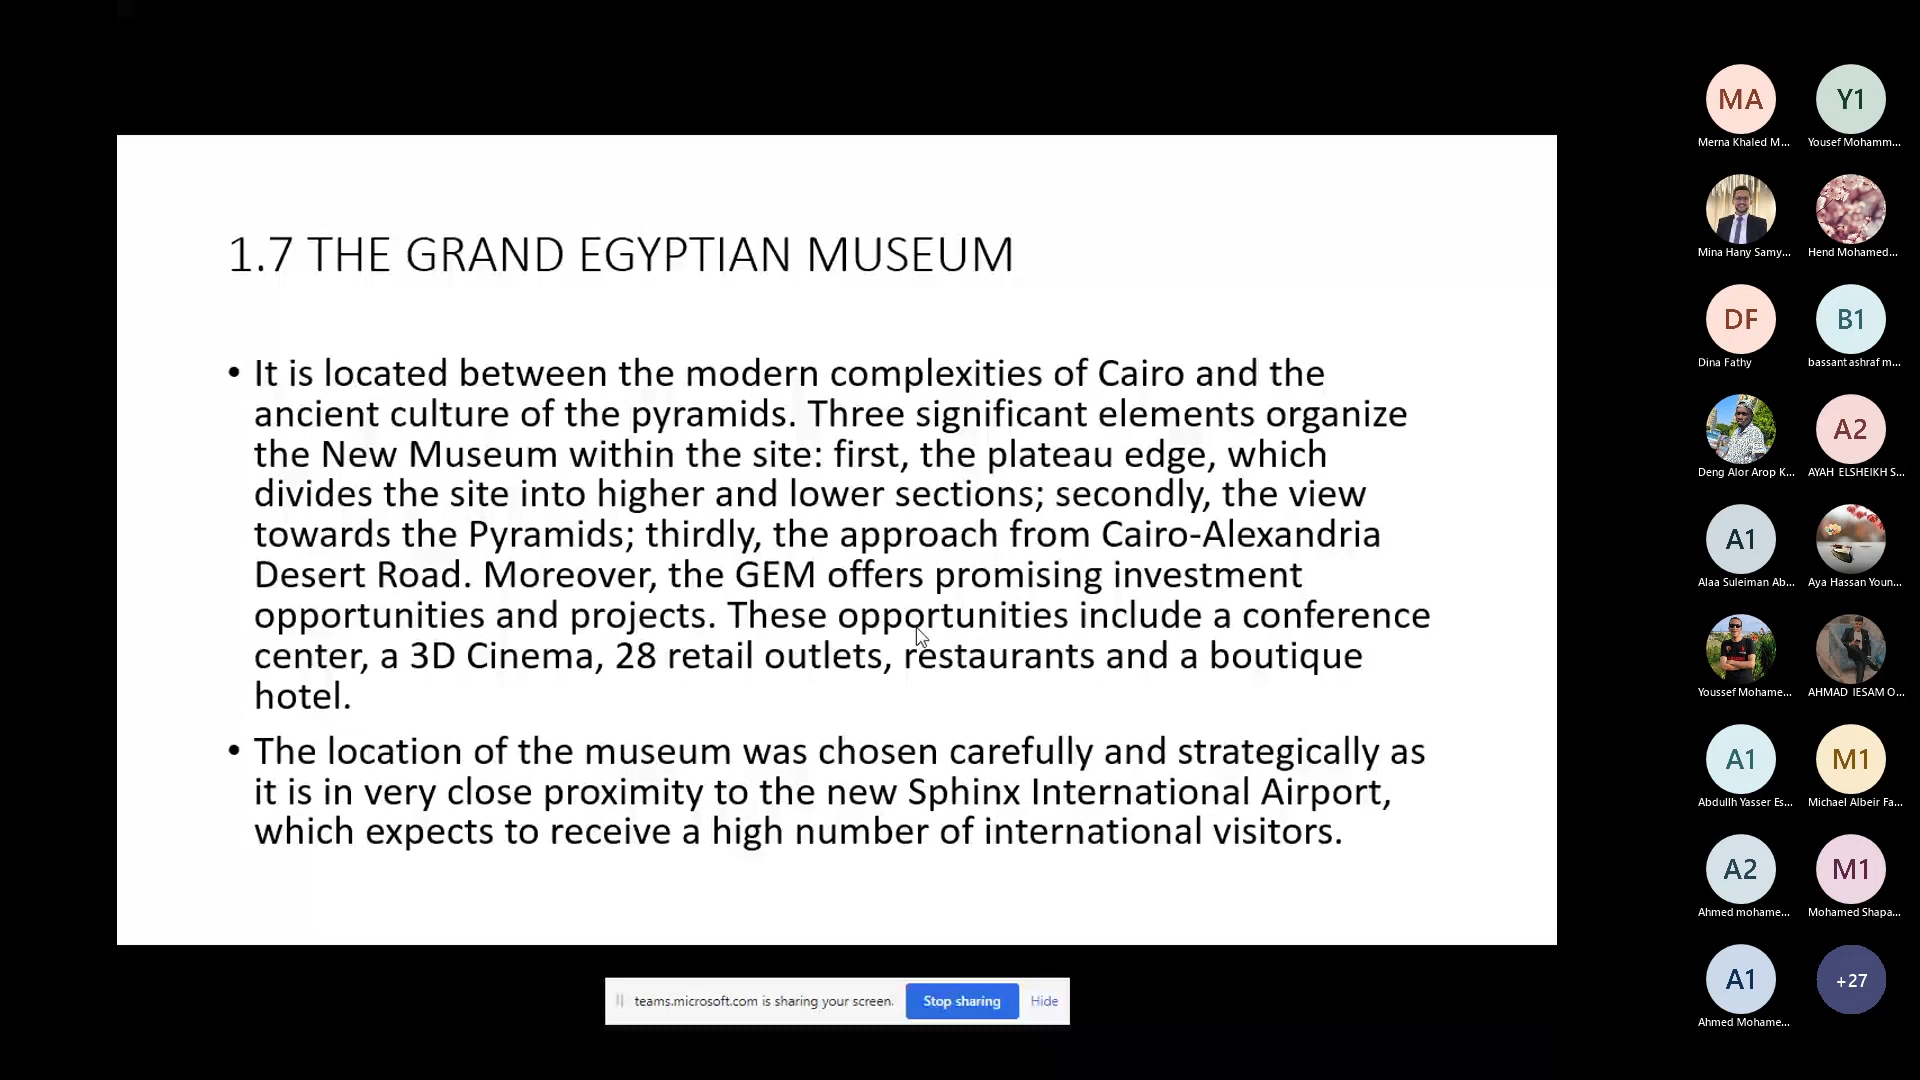 1.7 THE GRAND EGYPTIAN MUSEUM
• It is located between the modern complexities of Cairo and the
ancient culture of the pyramids. Three significant elements organize
the New Museum within the site: first, the plateau edge, which
divides the site into higher and lower sections; secondly, the view
towards the Pyramids; thirdly, the approach from Cairo-Alexandria
Desert Road. Moreover, the GEM offers promising investment
opportunities and projects. These opportunities include a conference
center, a 3D Cinema, 28 retail outlets, restaurants and a boutique
hotel.
• The location of the museum was chosen carefully and strategically as
it is in very close proximity to the new Sphinx International Airport,
which expects to receive a high number of international visitors.
teams.microsoft.com is sharing your screen.
Stop sharing
Hide
MA
Merna Khaled M...
Y1
Yousef Mohamm...
Mina Hany Samy...
Hend Mohamed...
DF
Dina Fathy
B1
bassant ashraf m...
Deng Alor Arop K...
A2
AYAH ELSHEIKH S...
A1
Alaa Suleiman Ab...
Aya Hassan Youn...
Youssef Mohame...
AHMAD IESAM O...
A1
Abdullh Yasser Es...
M1
Michael Albeir Fa...
A2
Ahmed mohame...
M1
Mohamed Shapa...
A1
Ahmed Mohame...
+27